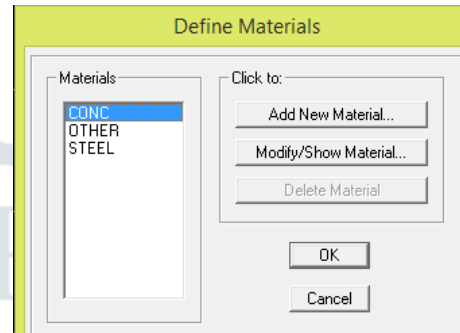 Define Materials
Materials
CONC
OTHER
STEEL
Click to:
Add New Material...
Modify/Show Material...
Delete Material
OK
Cancel